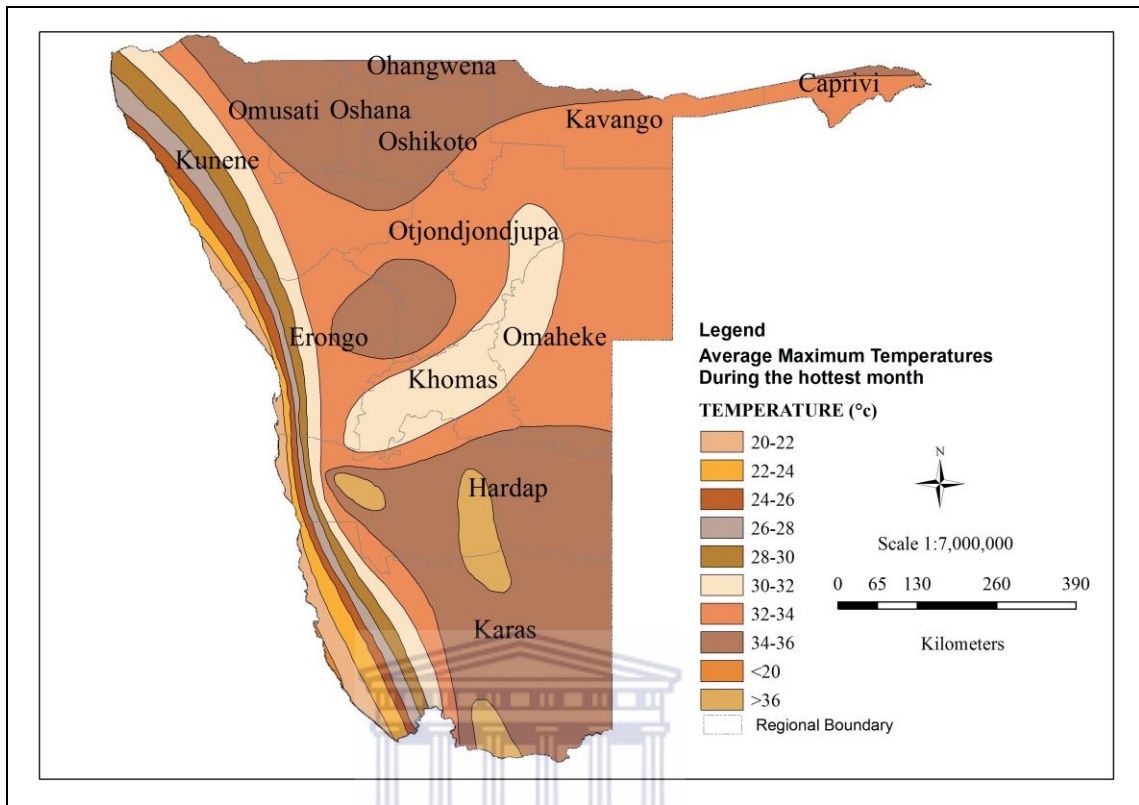 Ohangwena
Caprivi
Omusati Oshana
Kavango
Oshikoto
Kunene
Otjondjondjupa
Erongo
Omaheke
Khomas
Hardap
Karas
Legend
Average Maximum Temperatures
During the hottest month
TEMPERATURE (°c)
20-22
22-24
24-26
26-28
28-30
30-32
32-34
34-36
<20
>36
Regional Boundary
N
Scale 1:7,000,000
0 65 130 260 390
Kilometers